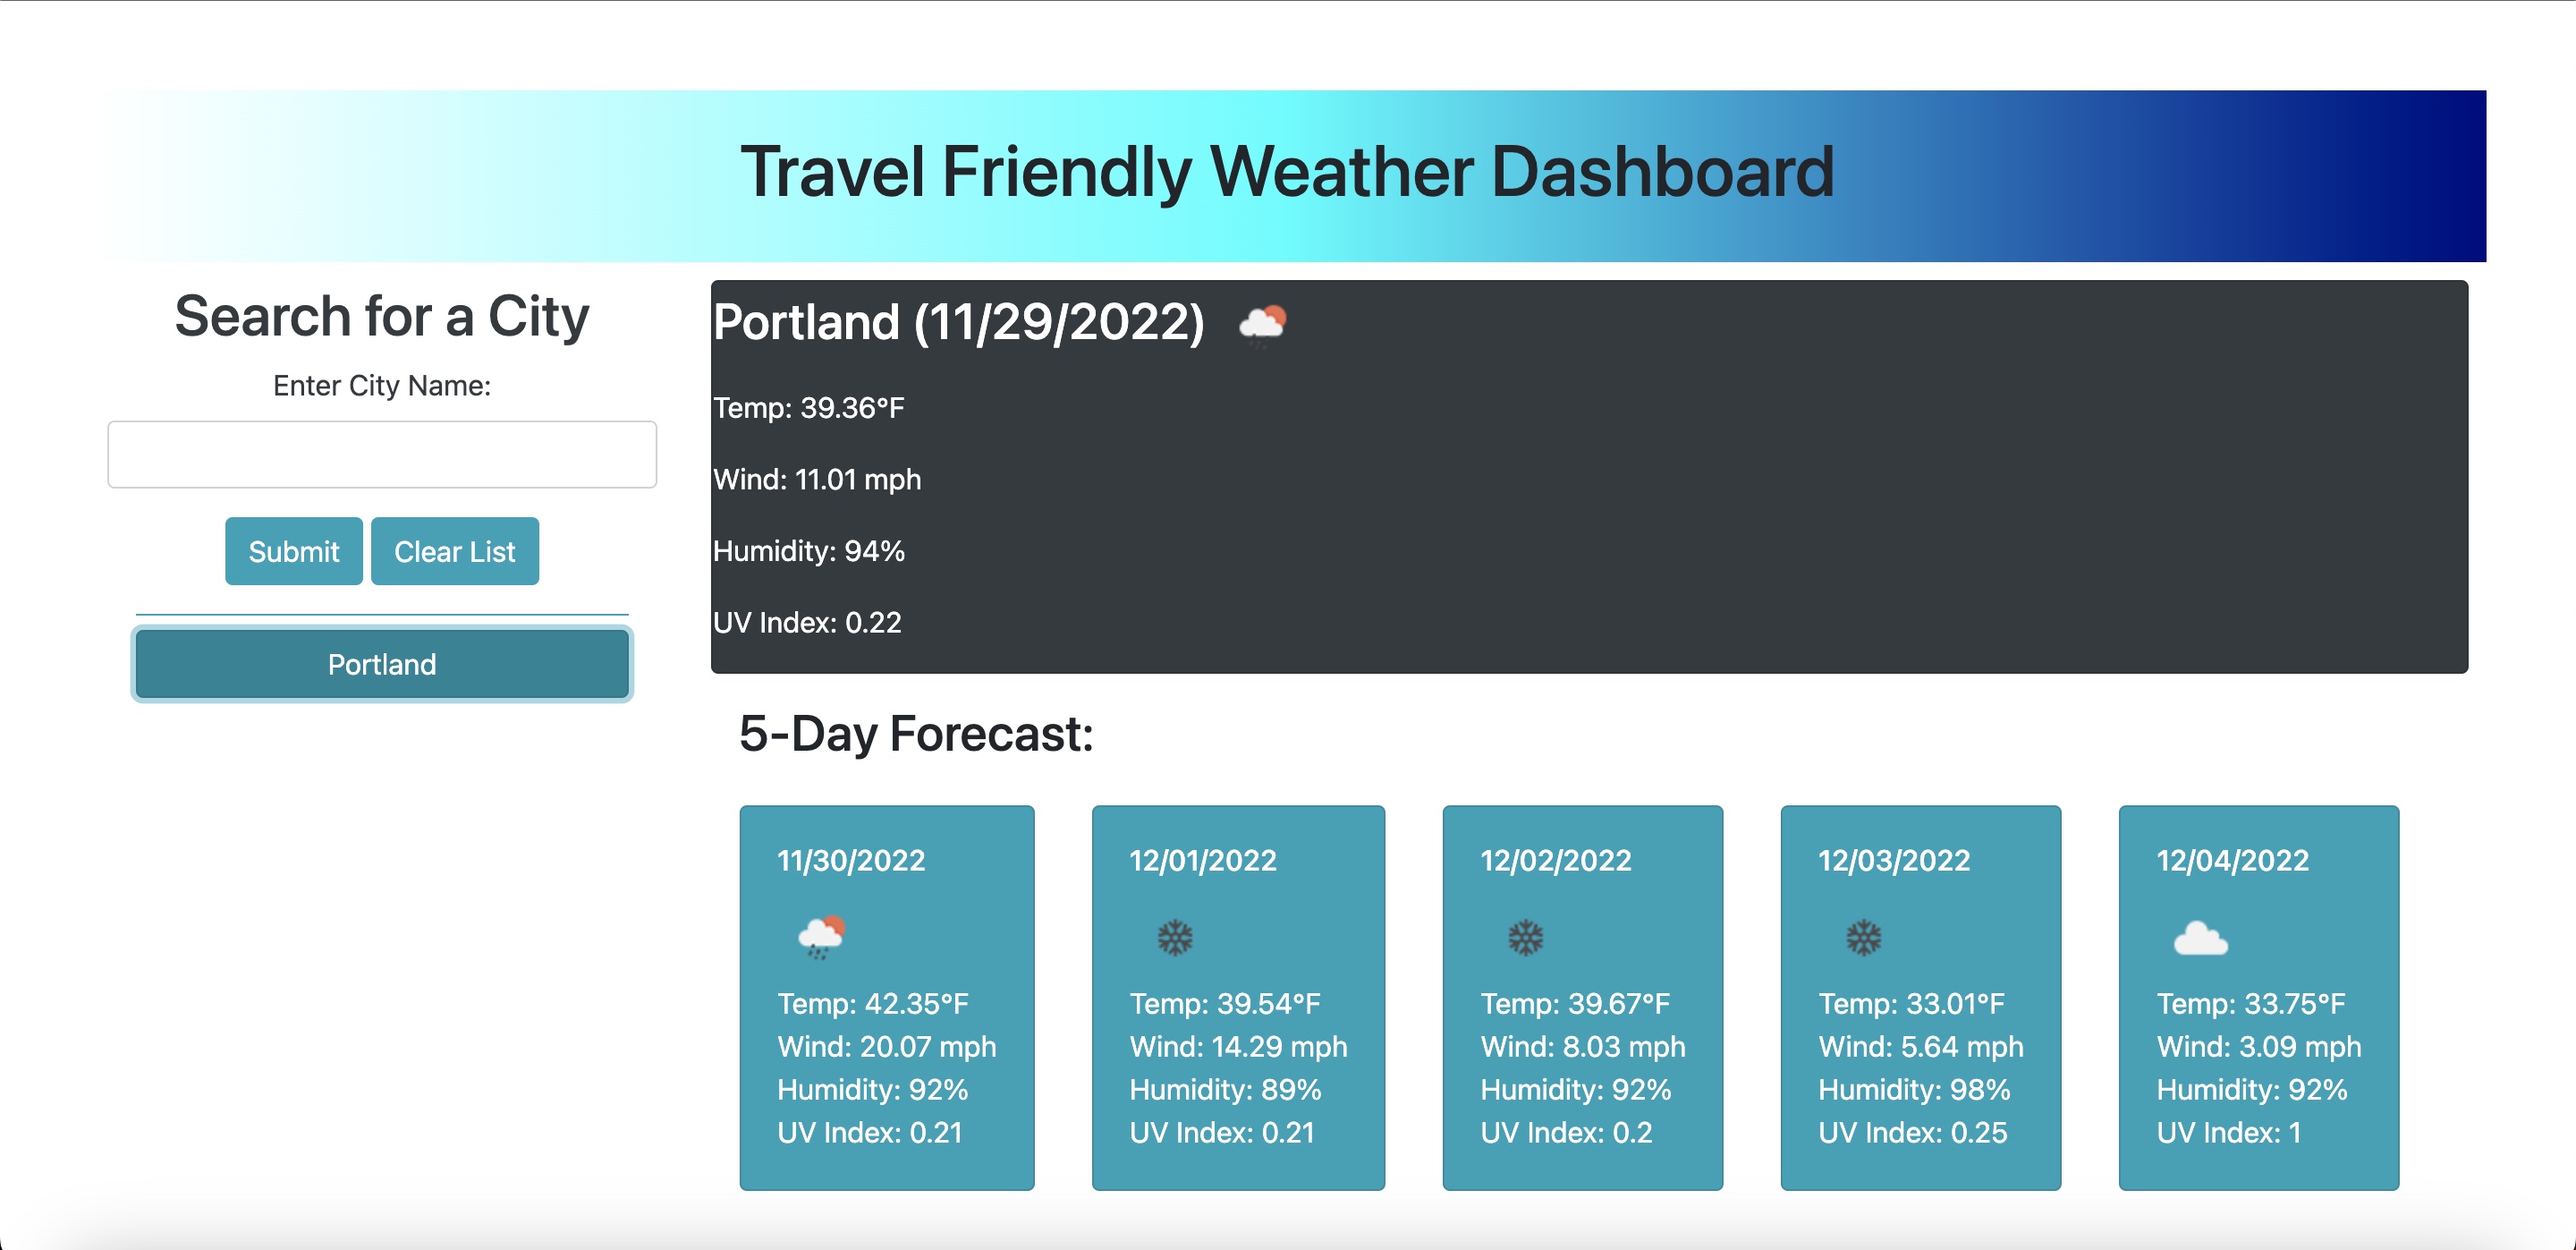 Travel Friendly Weather Dashboard
Search for a City
Enter City Name:
Submit
Clear List
Portland
Portland (11/29/2022)
Temp: 39.36°F
Wind: 11.01 mph
Humidity: 94%
UV Index: 0.22
5-Day Forecast:
11/30/2022
Temp: 42.35°F
Wind: 20.07 mph
Humidity: 92%
UV Index: 0.21
12/01/2022
Temp: 39.54°F
Wind: 14.29 mph
Humidity: 89%
UV Index: 0.21
12/02/2022
Temp: 39.67°F
Wind: 8.03 mph
Humidity: 92%
UV Index: 0.2
12/03/2022
Temp: 33.01°F
Wind: 5.64 mph
Humidity: 98%
UV Index: 0.25
12/04/2022
Temp: 33.75°F
Wind: 3.09 mph
Humidity: 92%
UV Index: 1